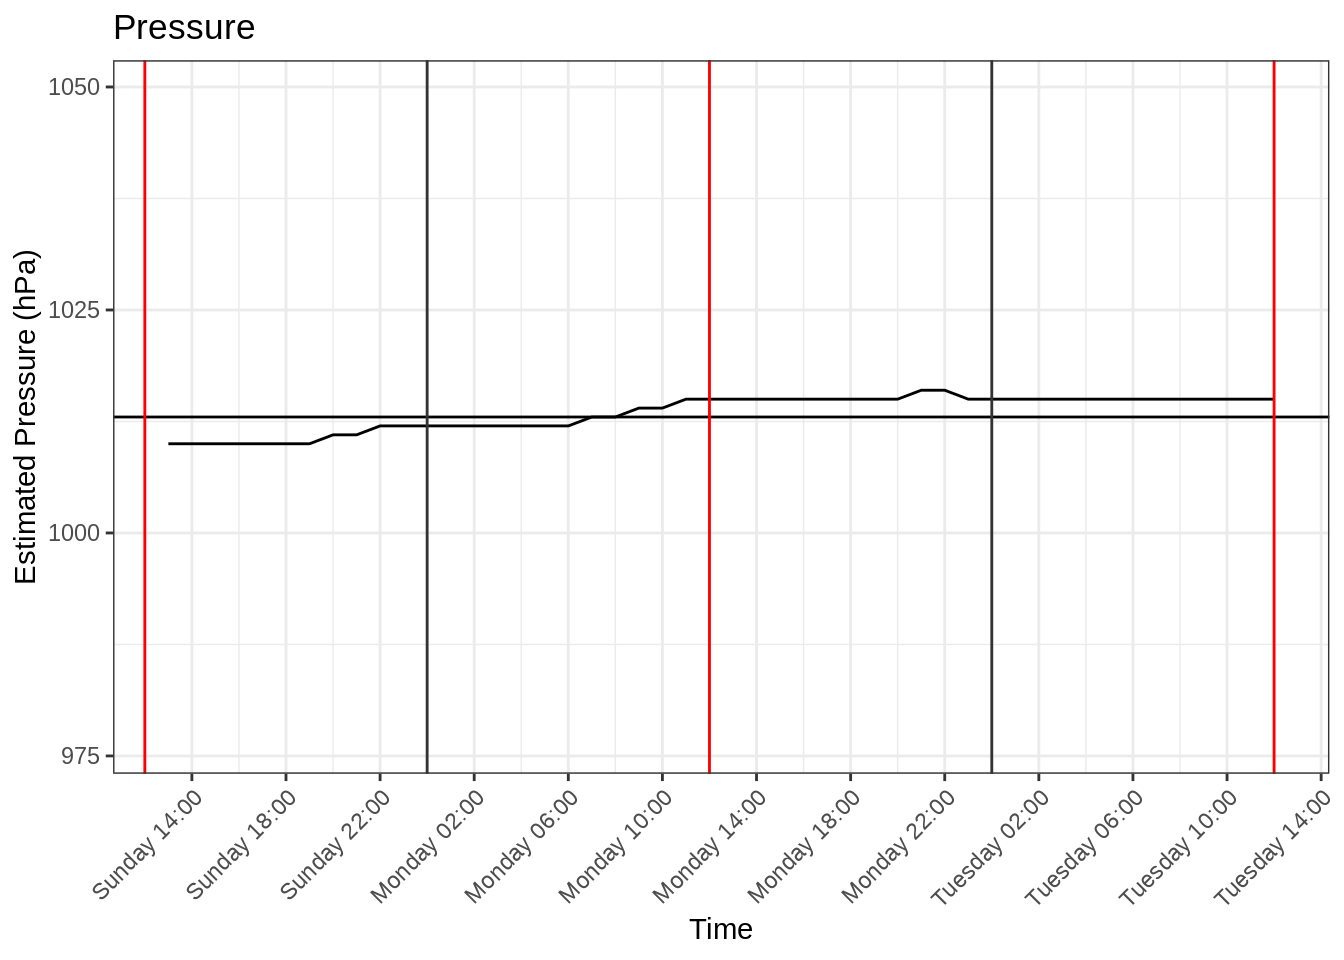 Pressure
Estimated Pressure (hPa)
1050
1025
1000
975
Sunday 14:00
Sunday 18:00
Sunday 22:00
Monday 02:00
Monday 06:00
Monday 10:00
Monday 14:00
Monday 18:00
Monday 22:00
Tuesday 02:00
Tuesday 06:00
Tuesday 10:00
Tuesday 14:00
Time